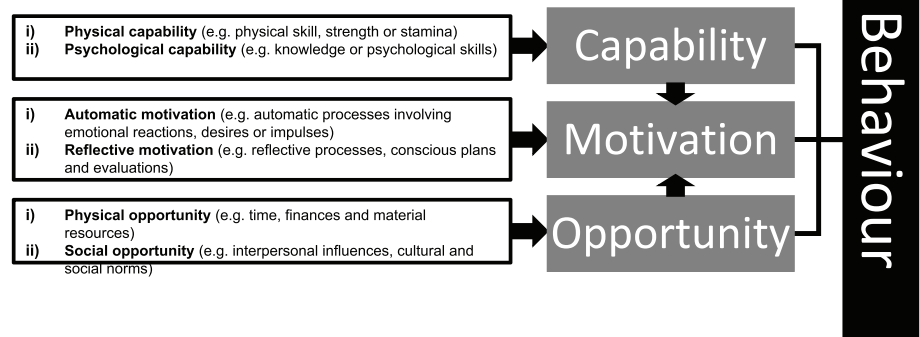 i) Physical capability (e.g. physical skill, strength or stamina)
ii) Psychological capability (e.g. knowledge or psychological skills)
Capability
i) Automatic motivation (e.g. automatic processes involving
emotional reactions, desires or impulses)
ii) Reflective motivation (e.g. reflective processes, conscious plans
and evaluations)
Motivation
i) Physical opportunity (e.g. time, finances and material
resources)
ii) Social opportunity (e.g. interpersonal influences, cultural and
social norms)
Opportunity
Behaviour